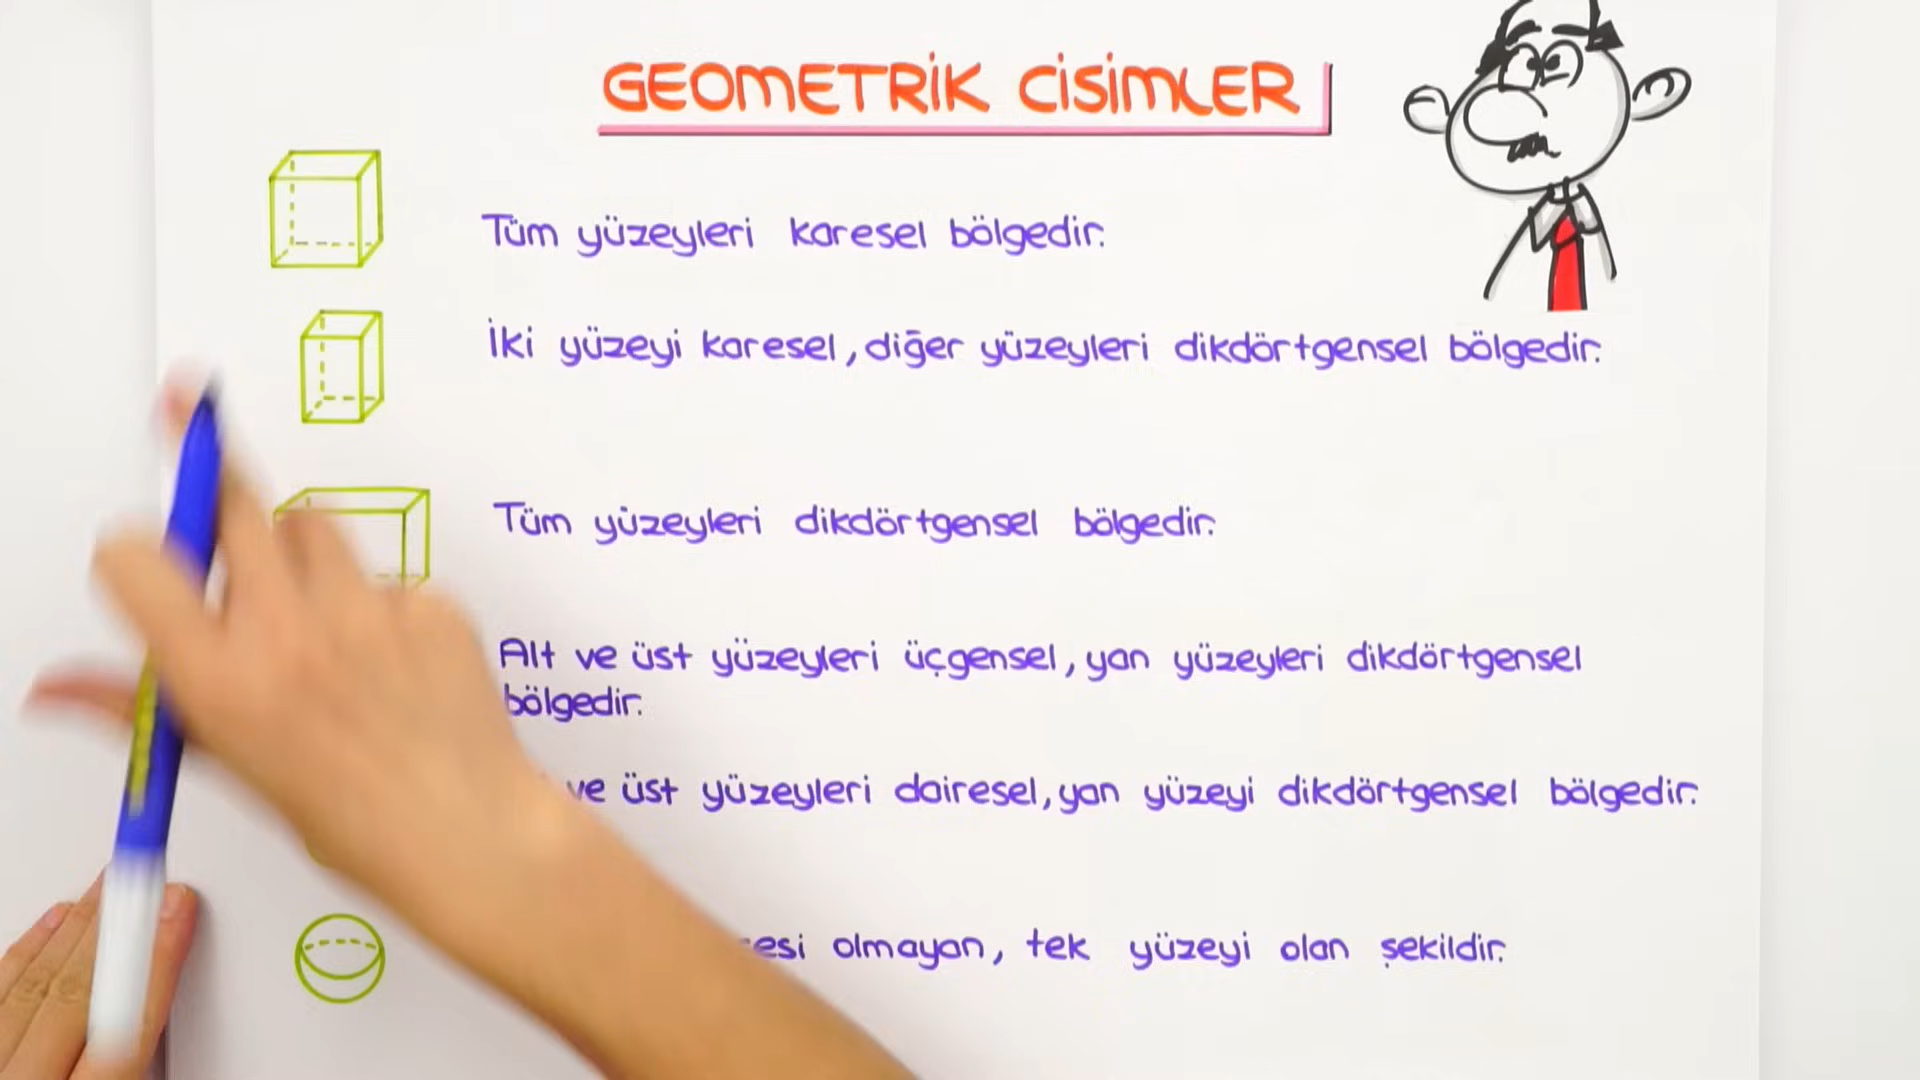 GEOMETRİK CİSİMLER
Tüm yüzeyleri karesel bölgedir.
İki yüzeyi karesel, diğer yüzeyleri dikdörtgensel bölgedir.
Tüm yüzeyleri dikdörtgensel bölgedir.
Alt ve üst yüzeyleri üçgensel, yan yüzeyleri dikdörtgensel
bölgedir.
ve üst yüzeyleri dairesel, yan yüzeyi dikdörtgensel bölgedir.
olmayan, tek yüzeyi olan şekildir.